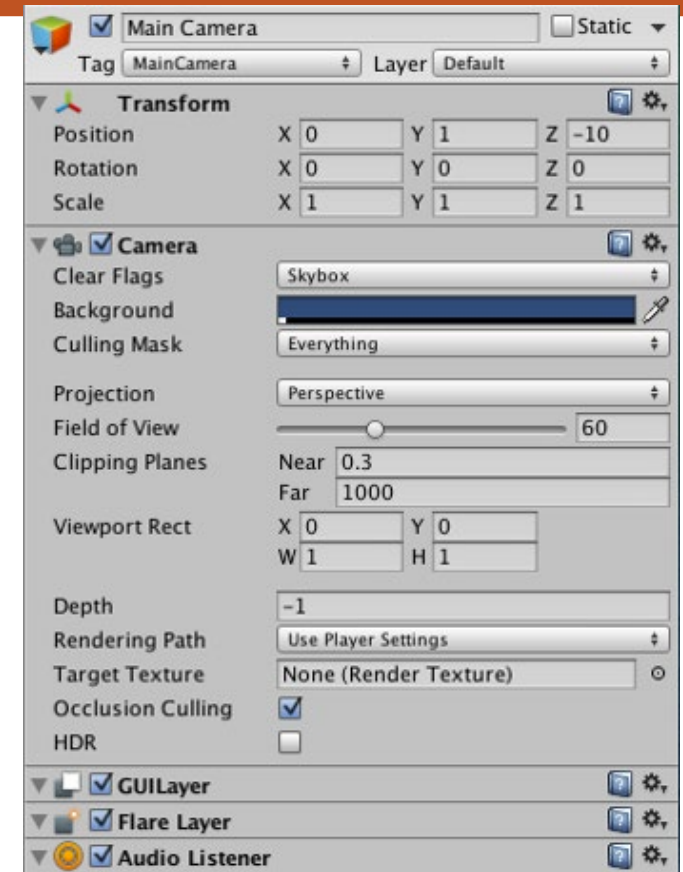 Main Camera Static
Tag MainCamera Layer Default
Transform
Position X 0 Y 1 Z -10
Rotation X 0 Y 0 Z 0
Scale X 1 Y 1 Z 1
Camera
Clear Flags Skybox
Background
Culling Mask Everything
Projection Perspective
Field of View 60
Clipping Planes Near 0.3
Far 1000
Viewport Rect X 0 Y 0
W 1 H 1
Depth -1
Rendering Path Use Player Settings
Target Texture None (Render Texture)
Occlusion Culling
HDR
GUILayer
Flare Layer
Audio Listener